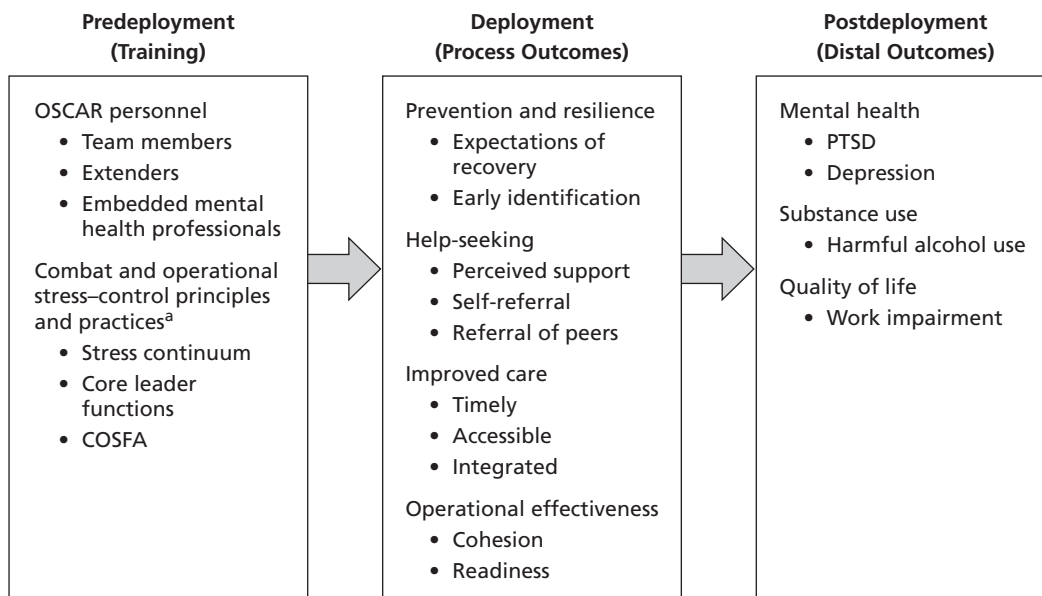 Predeployment
(Training)
OSCAR personnel
• Team members
• Extenders
• Embedded mental
health professionals
Combat and operational
stress–control principles
and practicesᵃ
• Stress continuum
• Core leader
functions
• COSFA
Deployment
(Process Outcomes)
Prevention and resilience
• Expectations of
recovery
• Early identification
Help-seeking
• Perceived support
• Self-referral
• Referral of peers
Improved care
• Timely
• Accessible
• Integrated
Operational effectiveness
• Cohesion
• Readiness
Postdeployment
(Distal Outcomes)
Mental health
• PTSD
• Depression
Substance use
• Harmful alcohol use
Quality of life
• Work impairment